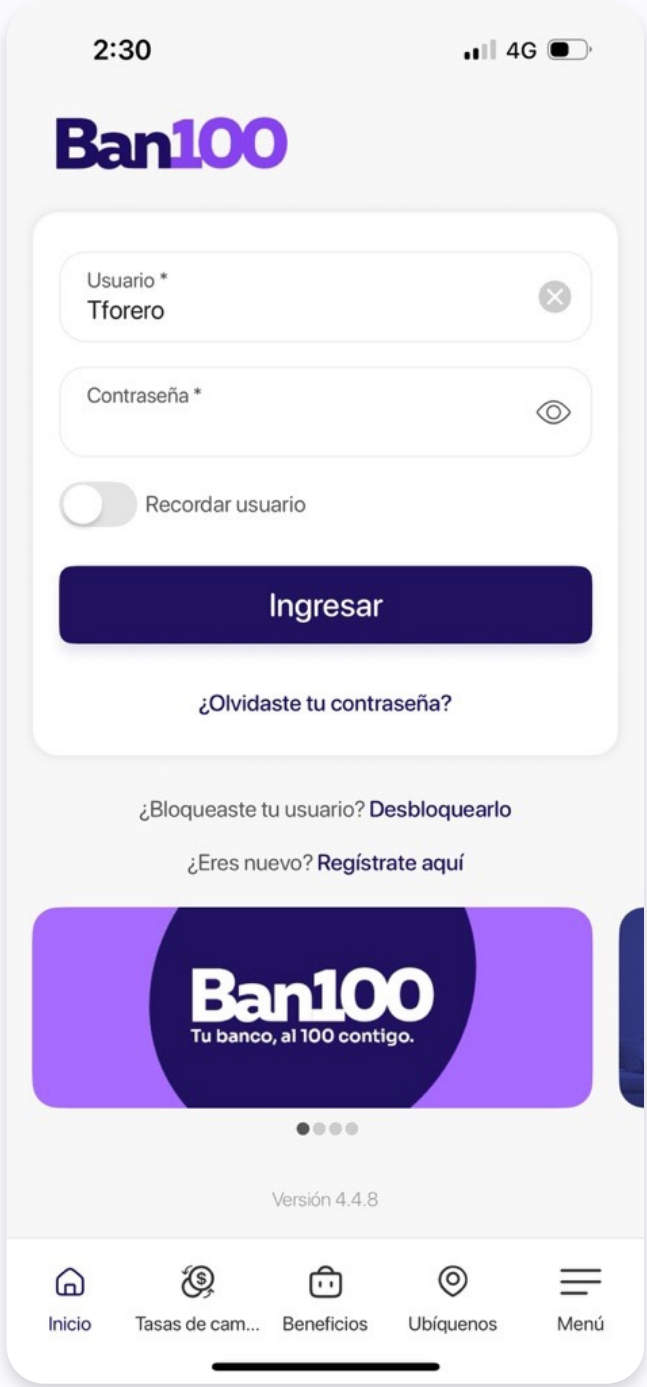 2:30
4G
Ban100
Usuario *
Tforero
Contraseña *
Recordar usuario
Ingresar
¿Olvidaste tu contraseña?
¿Bloqueaste tu usuario? Desbloquearlo
¿Eres nuevo? Regístrate aquí
Ban100
Tu banco, al 100 contigo.
Versión 4.4.8
Inicio
Tasas de cam...
Beneficios
Ubíquenos
Menú